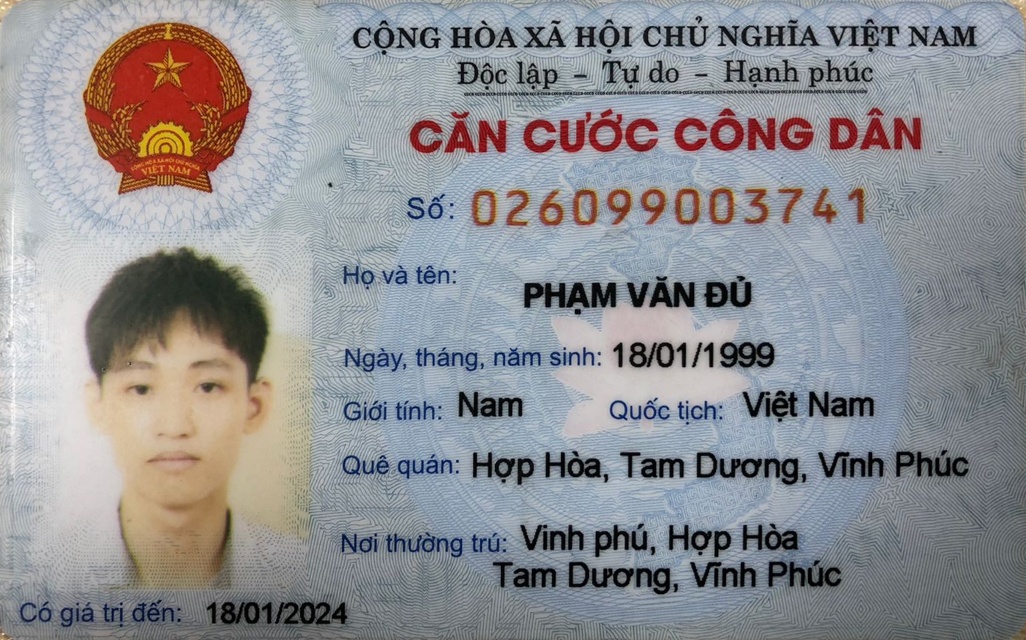 CỘNG HÒA XÃ HỘI CHỦ NGHĨA VIỆT NAM
Độc lập - Tự do - Hạnh phúc
CĂN CƯỚC CÔNG DÂN
Số: 026099003741
Họ và tên:
PHẠM VĂN ĐỦ
Ngày, tháng, năm sinh: 18/01/1999
Giới tính: Nam Quốc tịch: Việt Nam
Quê quán: Hợp Hòa, Tam Dương, Vĩnh Phúc
Nơi thường trú: Vinh phú, Hợp Hòa
Tam Dương, Vĩnh Phúc
Có giá trị đến: 18/01/2024
CỘNG HÒA XÃ HỘI CHỦ NGHĨA
VIỆT NAM